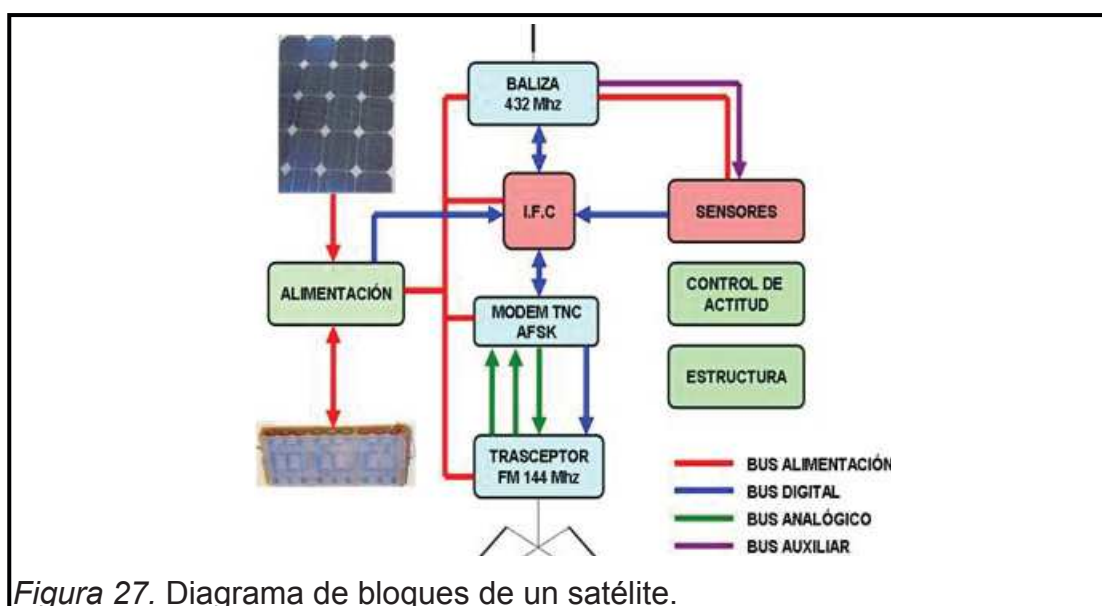 BALIZA
432 Mhz
I.F.C
SENSORES
ALIMENTACIÓN
CONTROL DE
ACTITUD
MODEM TNC
AFSK
ESTRUCTURA
TRASCEPTOR
FM 144 Mhz
BUS ALIMENTACIÓN
BUS DIGITAL
BUS ANALÓGICO
BUS AUXILIAR
Figura 27. Diagrama de bloques de un satélite.